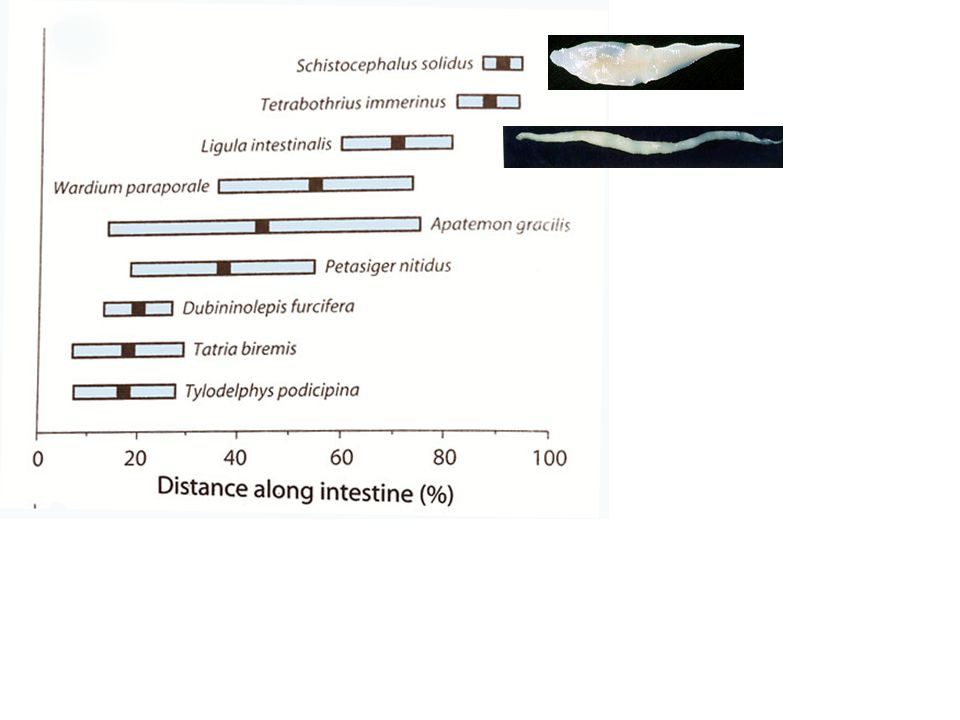 Schistocephalus solidus
Tetrabothrius immerinus
Ligula intestinalis
Wardium paraporale
Apatemon gracilis
Petasiger nitidus
Dubininolepis furcifera
Tatria biremis
Tylodelphys podicipina
0 20 40 60 80 100
Distance along intestine (%)